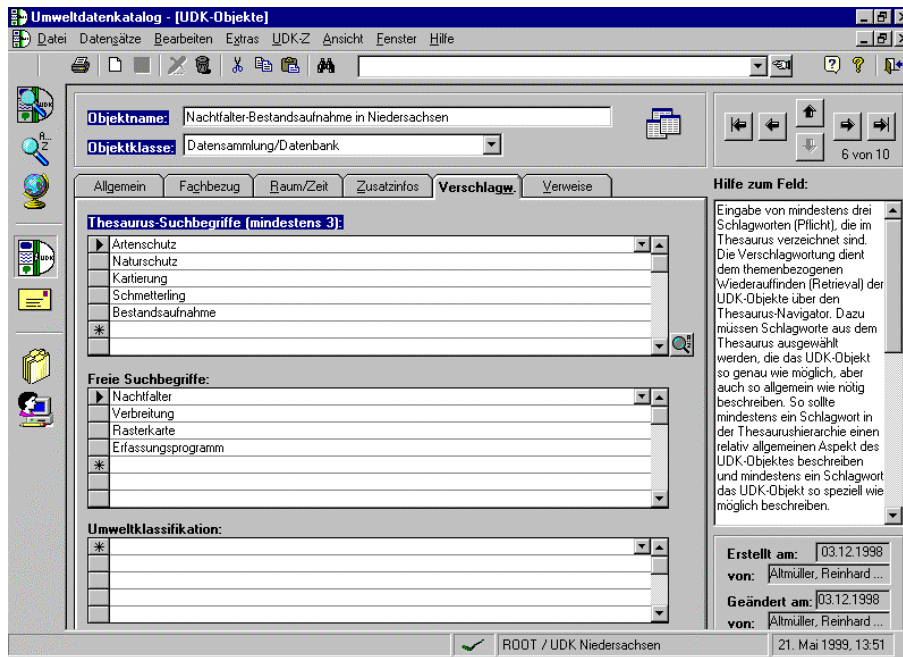 Umweltdatenkatalog - [UDK-Objekte]
Datei Datensätze Bearbeiten Extras UDK-Z Ansicht Fenster Hilfe
Objektname: Nachtfalter-Bestandsaufnahme in Niedersachsen
Objektklasse: Datensammlung/Datenbank
6 von 10
Allgemein Fachbezug Raum/Zeit Zusatzinfos Verschlagw. Verweise
Thesaurus-Suchbegriffe (mindestens 3):
Artenschutz
Naturschutz
Kartierung
Schmetterling
Bestandsaufnahme
Freie Suchbegriffe:
Nachtfalter
Verbreitung
Rasterkarte
Erfassungsprogramm
Umweltklassifikation:
Hilfe zum Feld:
Eingabe von mindestens drei
Schlagworten (Pflicht), die im
Thesaurus verzeichnet sind.
Die Verschlagwortung dient
dem themenbezogenen
Wiederauffinden (Retrieval) der
UDK-Objekte über den
Thesaurus-Navigator. Dazu
müssen Schlagworte aus dem
Thesaurus ausgewählt
werden, die das UDK-Objekt
so genau wie möglich, aber
auch so allgemein wie nötig
beschreiben. So sollte
mindestens ein Schlagwort in
der Thesaurushierarchie einen
relativ allgemeinen Aspekt des
UDK-Objektes beschreiben
und mindestens ein Schlagwort
das UDK-Objekt so speziell wie
möglich beschreiben.
Erstellt am: 03.12.1998
von: Altmüller, Reinhard ...
Geändert am: 03.12.1998
von: Altmüller, Reinhard ...
ROOT / UDK Niedersachsen 21. Mai 1999, 13:51